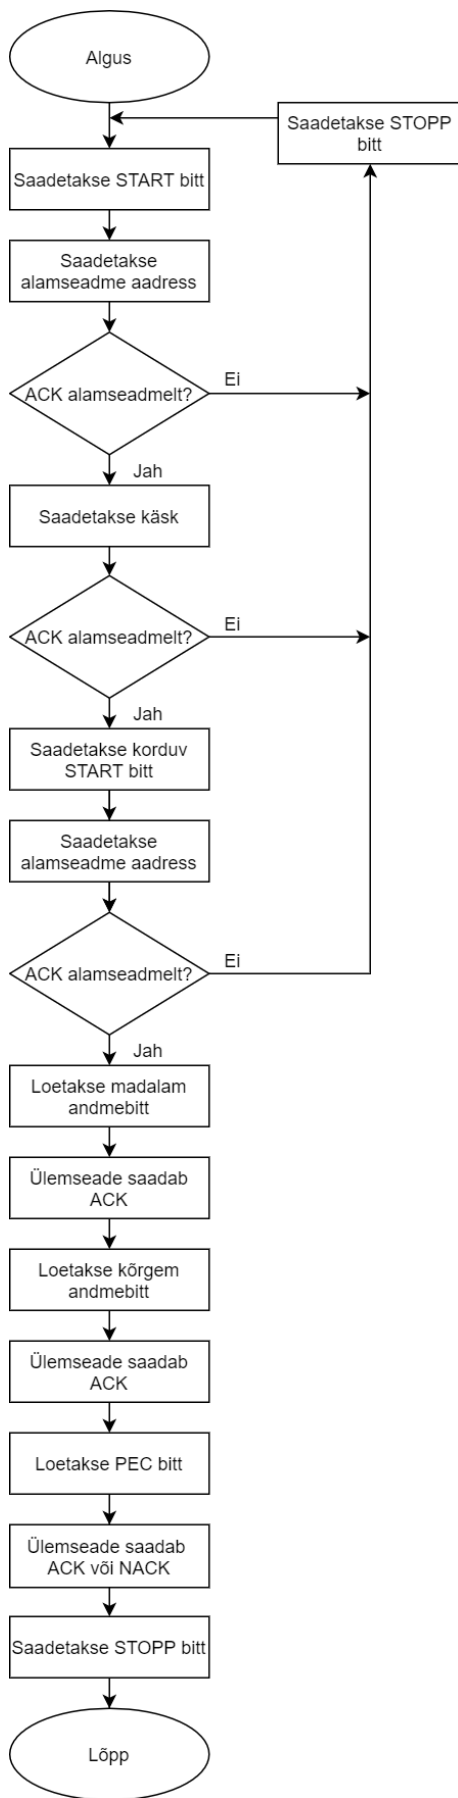 Algus
Saadetakse STOPP
bitt
Saadetakse START bitt
Saadetakse
alamseadme aadress
ACK alamseadmelt?
Ei
Jah
Saadetakse käsk
ACK alamseadmelt?
Ei
Jah
Saadetakse korduv
START bitt
Saadetakse
alamseadme aadress
ACK alamseadmelt?
Ei
Jah
Loetakse madalam
andmebitt
Ülemseade saadab
ACK
Loetakse kõrgem
andmebitt
Ülemseade saadab
ACK
Loetakse PEC bitt
Ülemseade saadab
ACK või NACK
Saadetakse STOPP bitt
Lõpp